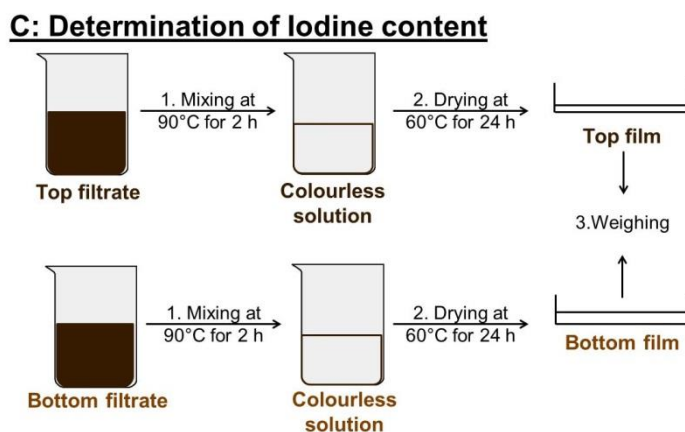 C: Determination of Iodine content
1. Mixing at
90°C for 2 h
2. Drying at
60°C for 24 h
Top filtrate
Colourless
solution
Top film
3.Weighing
1. Mixing at
90°C for 2 h
2. Drying at
60°C for 24 h
Bottom filtrate
Colourless
solution
Bottom film